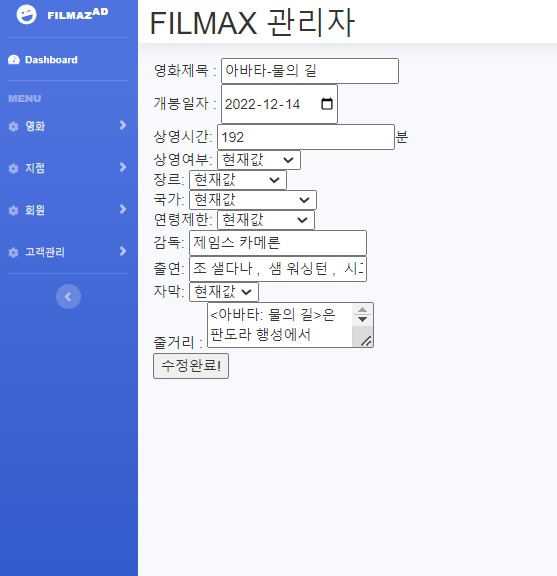 FILMAZ AD
Dashboard
MENU
영화
지점
회원
고객관리
FILMAX 관리자
영화제목 : 아바타-물의 길
개봉일자 : 2022-12-14
상영시간: 192 분
상영여부: 현재값
장르: 현재값
국가: 현재값
연령제한: 현재값
감독: 제임스 카메론
출연: 조 샐다나 , 샘 워싱턴 ,
자막: 현재값
줄거리 : <아바타: 물의 길>은
판도라 행성에서
수정완료!